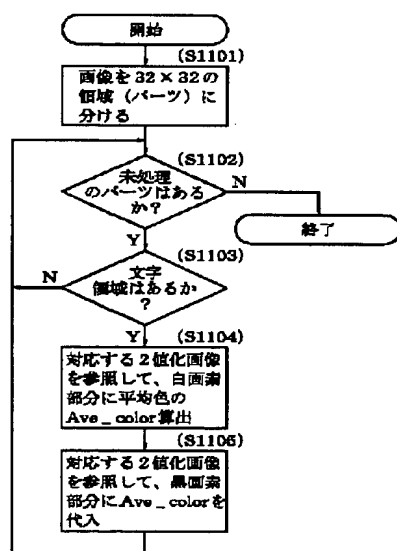 開始
(S1101)
画像を32×32の
領域（パーツ）に
分ける
(S1102)
未処理
のパーツはある
か？
N
終了
Y
(S1103)
N
文字
領域はあるか
？
Y
(S1104)
対応する2値化画像
を参照して、白画素
部分に平均色の
Ave_color算出
(S1105)
対応する2値化画像
を参照して、黒画素
部分にAve_colorを
代入